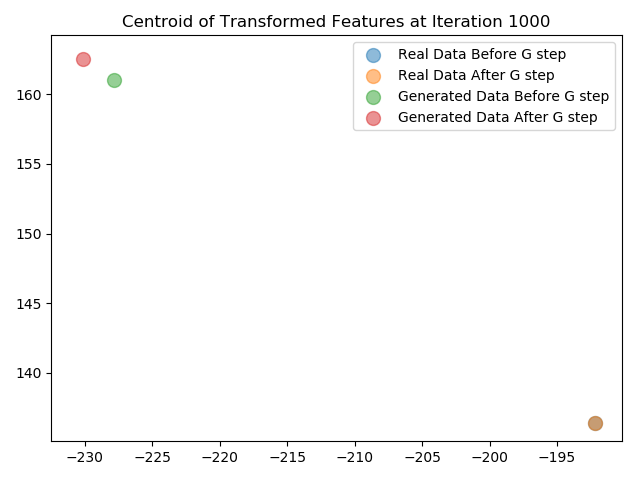 Centroid of Transformed Features at Iteration 1000
Real Data Before G step
Real Data After G step
Generated Data Before G step
Generated Data After G step
160
155
150
145
140
−230
−225
−220
−215
−210
−205
−200
−195